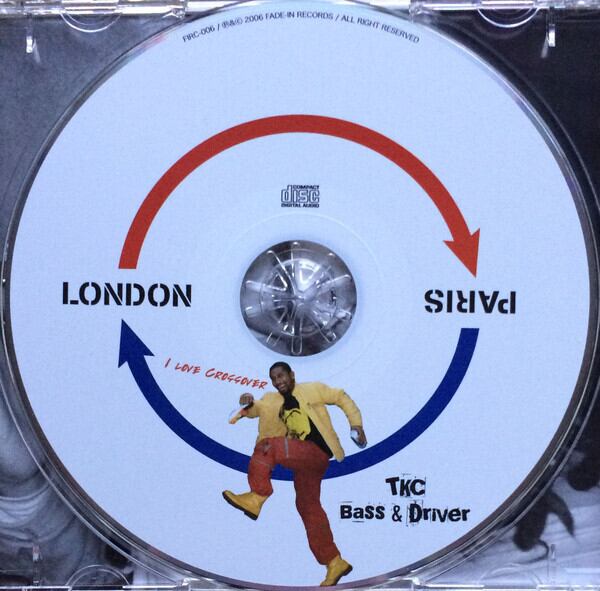 FIRC-006 / ℗&© 2006 FADE-IN RECORDS / ALL RIGHT RESERVED
COMPACT
disc
DIGITAL AUDIO
LONDON
PARIS
I LOVE CROSSOVER
TKC
BASS & DRIVER